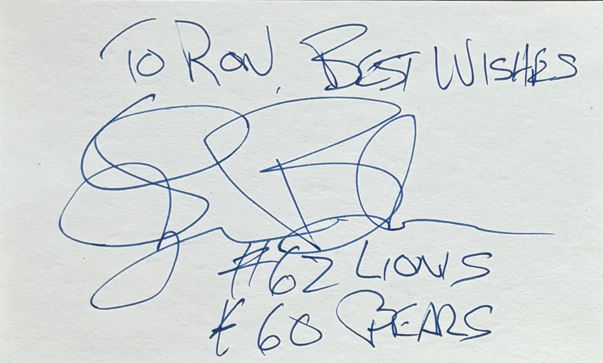 To Ron, Best Wishes
#62 Lions
& 60 Bears